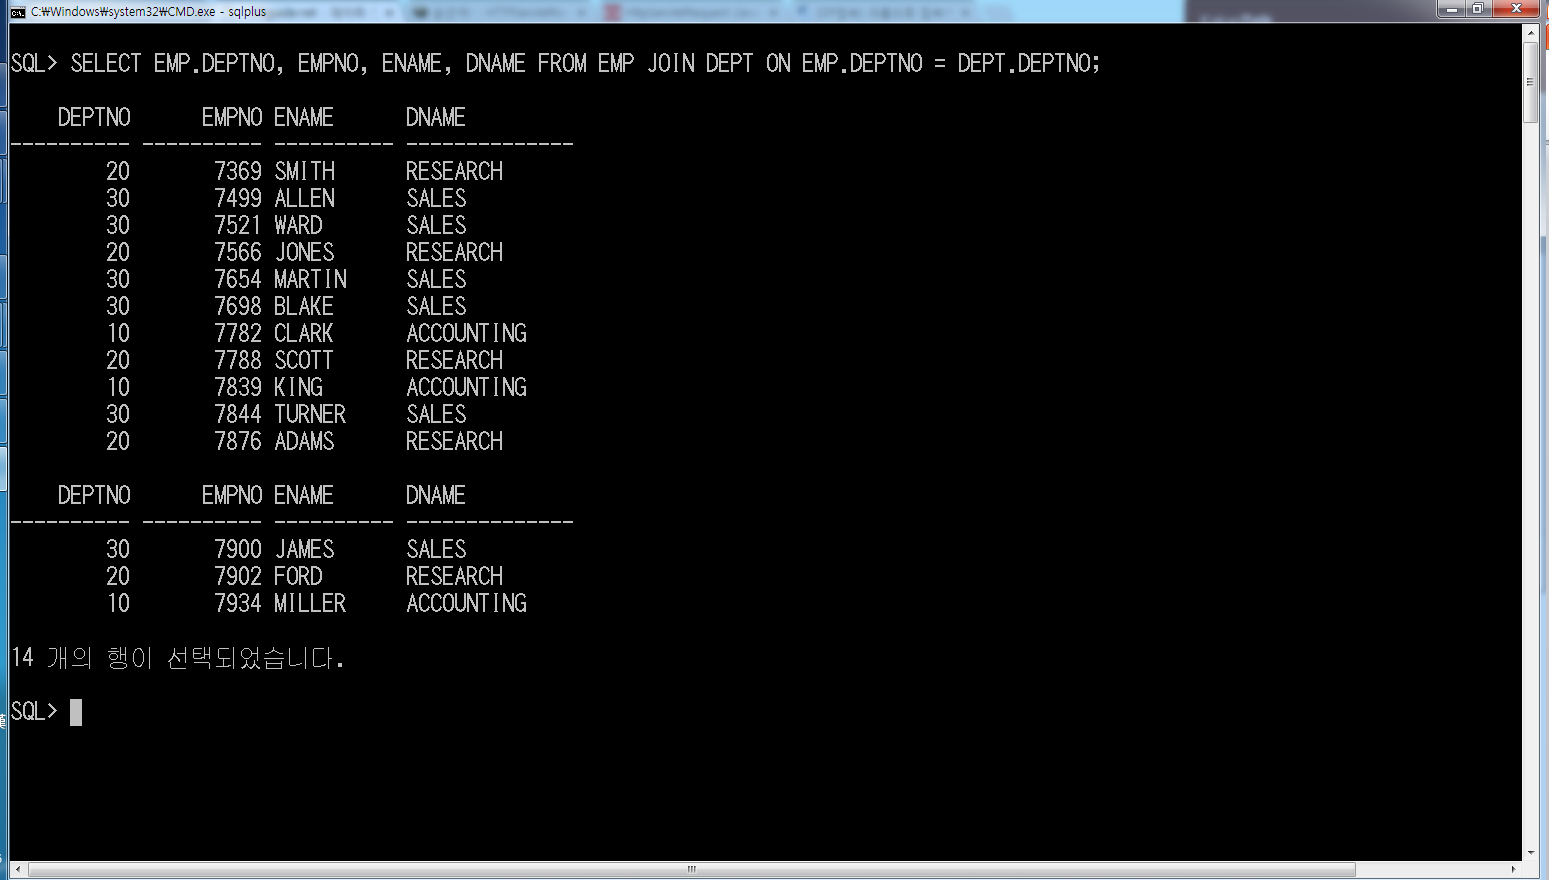 C:₩Windows₩system32₩CMD.exe - sqlplus
SQL> SELECT EMP.DEPTNO, EMPNO, ENAME, DNAME FROM EMP JOIN DEPT ON EMP.DEPTNO = DEPT.DEPTNO;
DEPTNO EMPNO ENAME DNAME
---------- ---------- ---------- --------------
20 7369 SMITH RESEARCH
30 7499 ALLEN SALES
30 7521 WARD SALES
20 7566 JONES RESEARCH
30 7654 MARTIN SALES
30 7698 BLAKE SALES
10 7782 CLARK ACCOUNTING
20 7788 SCOTT RESEARCH
10 7839 KING ACCOUNTING
30 7844 TURNER SALES
20 7876 ADAMS RESEARCH
DEPTNO EMPNO ENAME DNAME
---------- ---------- ---------- --------------
30 7900 JAMES SALES
20 7902 FORD RESEARCH
10 7934 MILLER ACCOUNTING
14 개의 행이 선택되었습니다.
SQL>